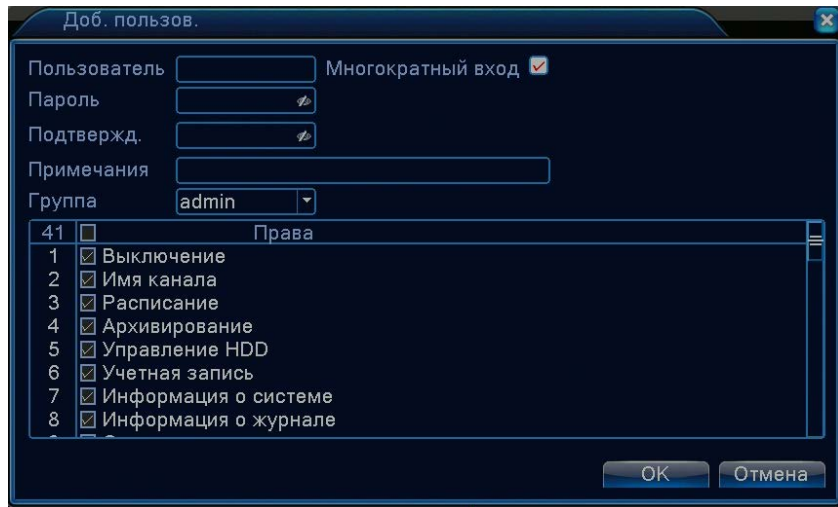 Доб. пользов.
Пользователь Многократный вход
Пароль
Подтвержд.
Примечания
Группа admin
41 Права
1 Выключение
2 Имя канала
3 Расписание
4 Архивирование
5 Управление HDD
6 Учетная запись
7 Информация о системе
8 Информация о журнале
OK Отмена